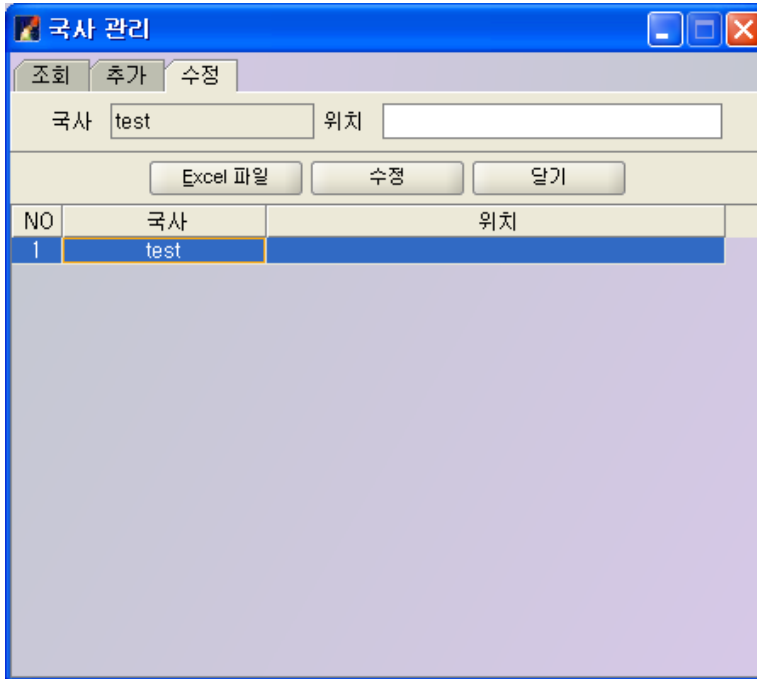 국사 관리
조회 추가 수정
국사 test 위치
Excel 파일 수정 닫기
NO 국사 위치
1 test